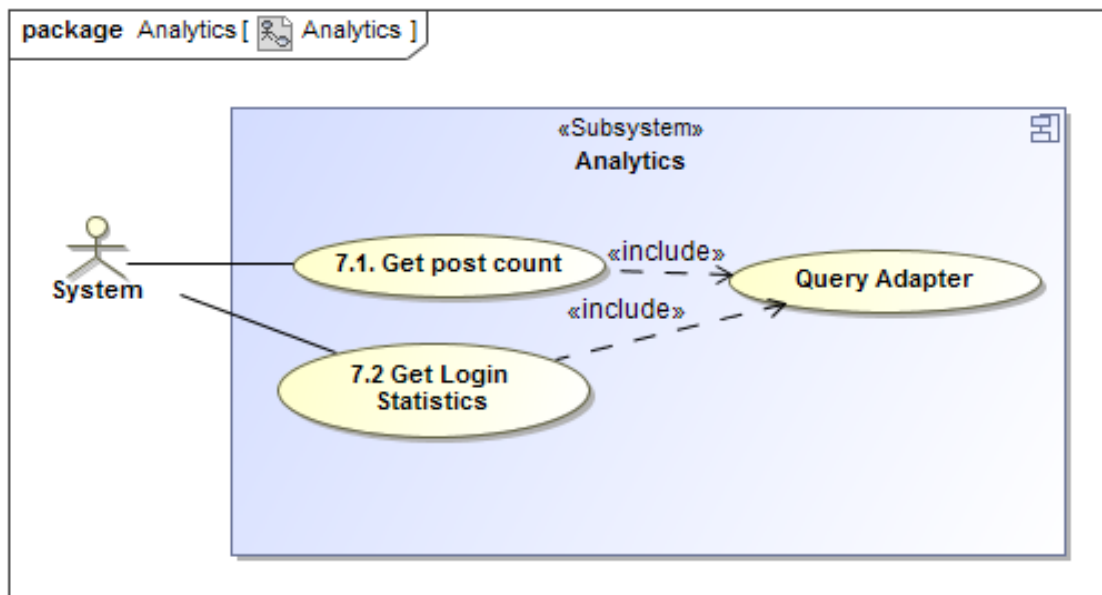 package Analytics [ Analytics ]
«Subsystem»
Analytics
System
7.1. Get post count
«include»
Query Adapter
«include»
7.2 Get Login
Statistics